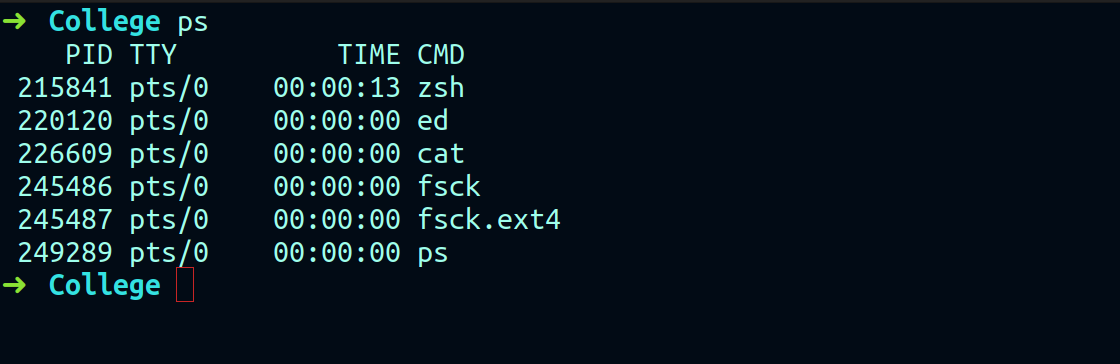 ➜ College ps
    PID TTY          TIME CMD
 215841 pts/0    00:00:13 zsh
 220120 pts/0    00:00:00 ed
 226609 pts/0    00:00:00 cat
 245486 pts/0    00:00:00 fsck
 245487 pts/0    00:00:00 fsck.ext4
 249289 pts/0    00:00:00 ps
➜ College